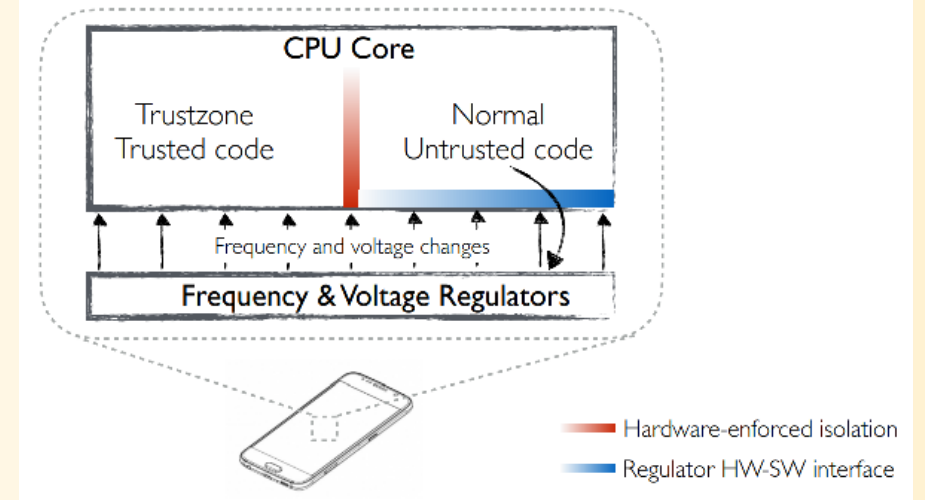 CPU Core
Trustzone
Trusted code
Normal
Untrusted code
Frequency and voltage changes
Frequency & Voltage Regulators
Hardware-enforced isolation
Regulator HW-SW interface